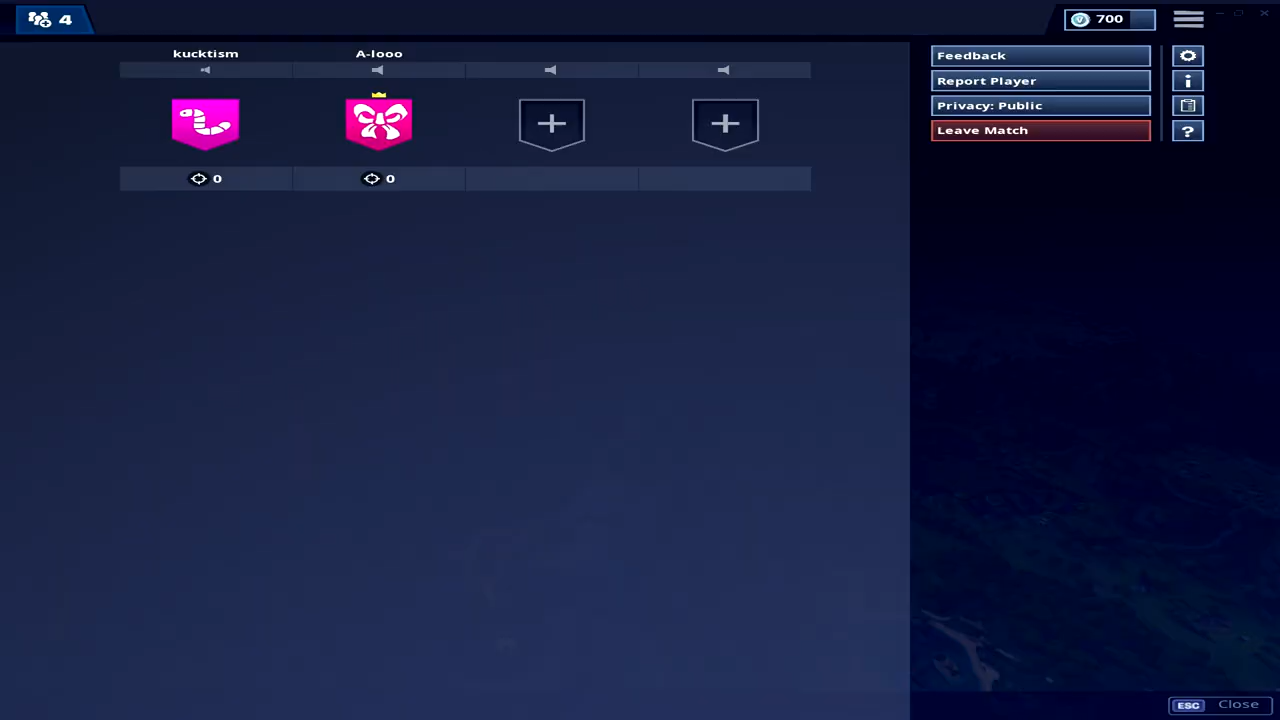 4
700
kucktism
A-looo
0
0
Feedback
Report Player
Privacy: Public
Leave Match
i
?
ESC Close